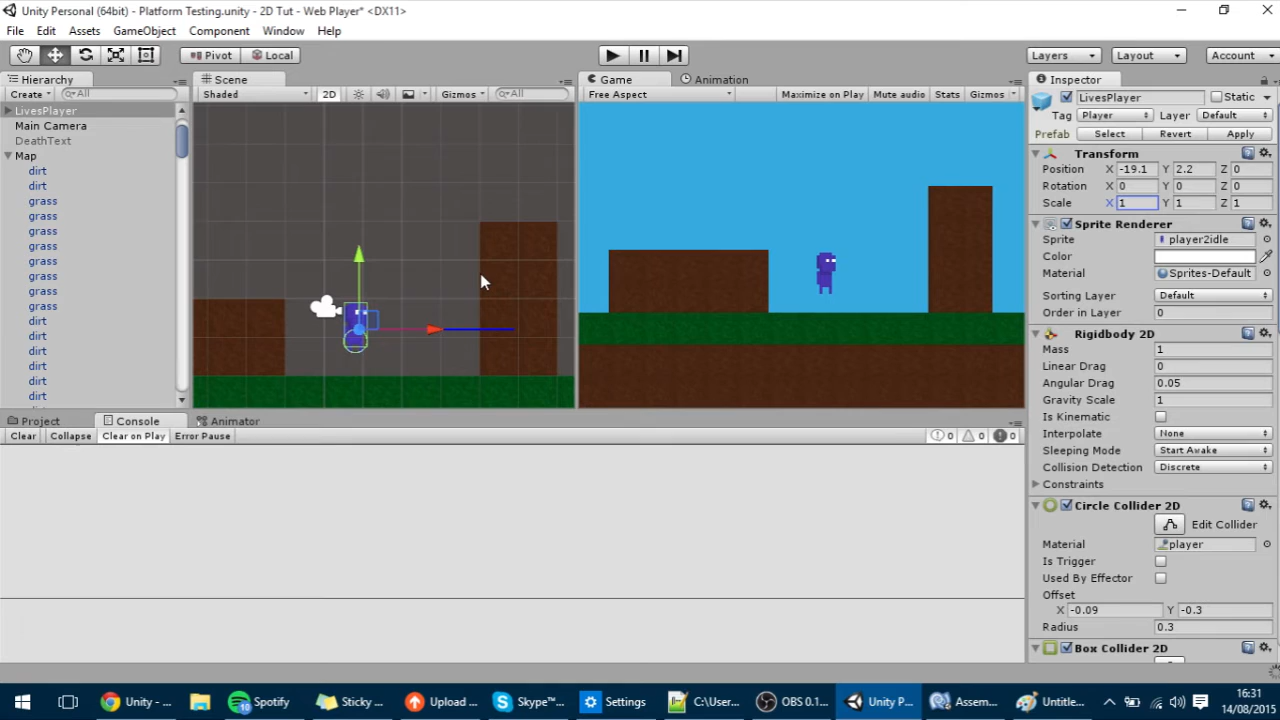 Unity Personal (64bit) - Platform Testing.unity - 2D Tut - Web Player* <DX11>
File Edit Assets GameObject Component Window Help
Pivot Local Layers Layout Account
Hierarchy
Create All
LivesPlayer
Main Camera
DeathText
Map
dirt
dirt
grass
grass
grass
grass
grass
grass
grass
grass
dirt
dirt
dirt
dirt
dirt
dirt
Scene
Shaded 2D Gizmos All
Game Animation
Free Aspect Maximize on Play Mute audio Stats Gizmos
Inspector
LivesPlayer Static
Tag Player Layer Default
Prefab Select Revert Apply
Transform
Position X -19.1 Y 2.2 Z 0
Rotation X 0 Y 0 Z 0
Scale X 1 Y 1 Z 1
Sprite Renderer
Sprite player2idle
Color
Material Sprites-Default
Sorting Layer Default
Order in Layer 0
Rigidbody 2D
Mass 1
Linear Drag 0
Angular Drag 0.05
Gravity Scale 1
Is Kinematic
Interpolate None
Sleeping Mode Start Awake
Collision Detection Discrete
Constraints
Circle Collider 2D
Edit Collider
Material player
Is Trigger
Used By Effector
Offset
X -0.09 Y -0.3
Radius 0.3
Box Collider 2D
Project Console Animator
Clear Collapse Clear on Play Error Pause 0 0 0
Unity - ... Spotify 10 Sticky ... Upload ... Skype™... Settings C:\User... OBS 0.1... Unity P... Assem... Untitle...
16:31
14/08/2015